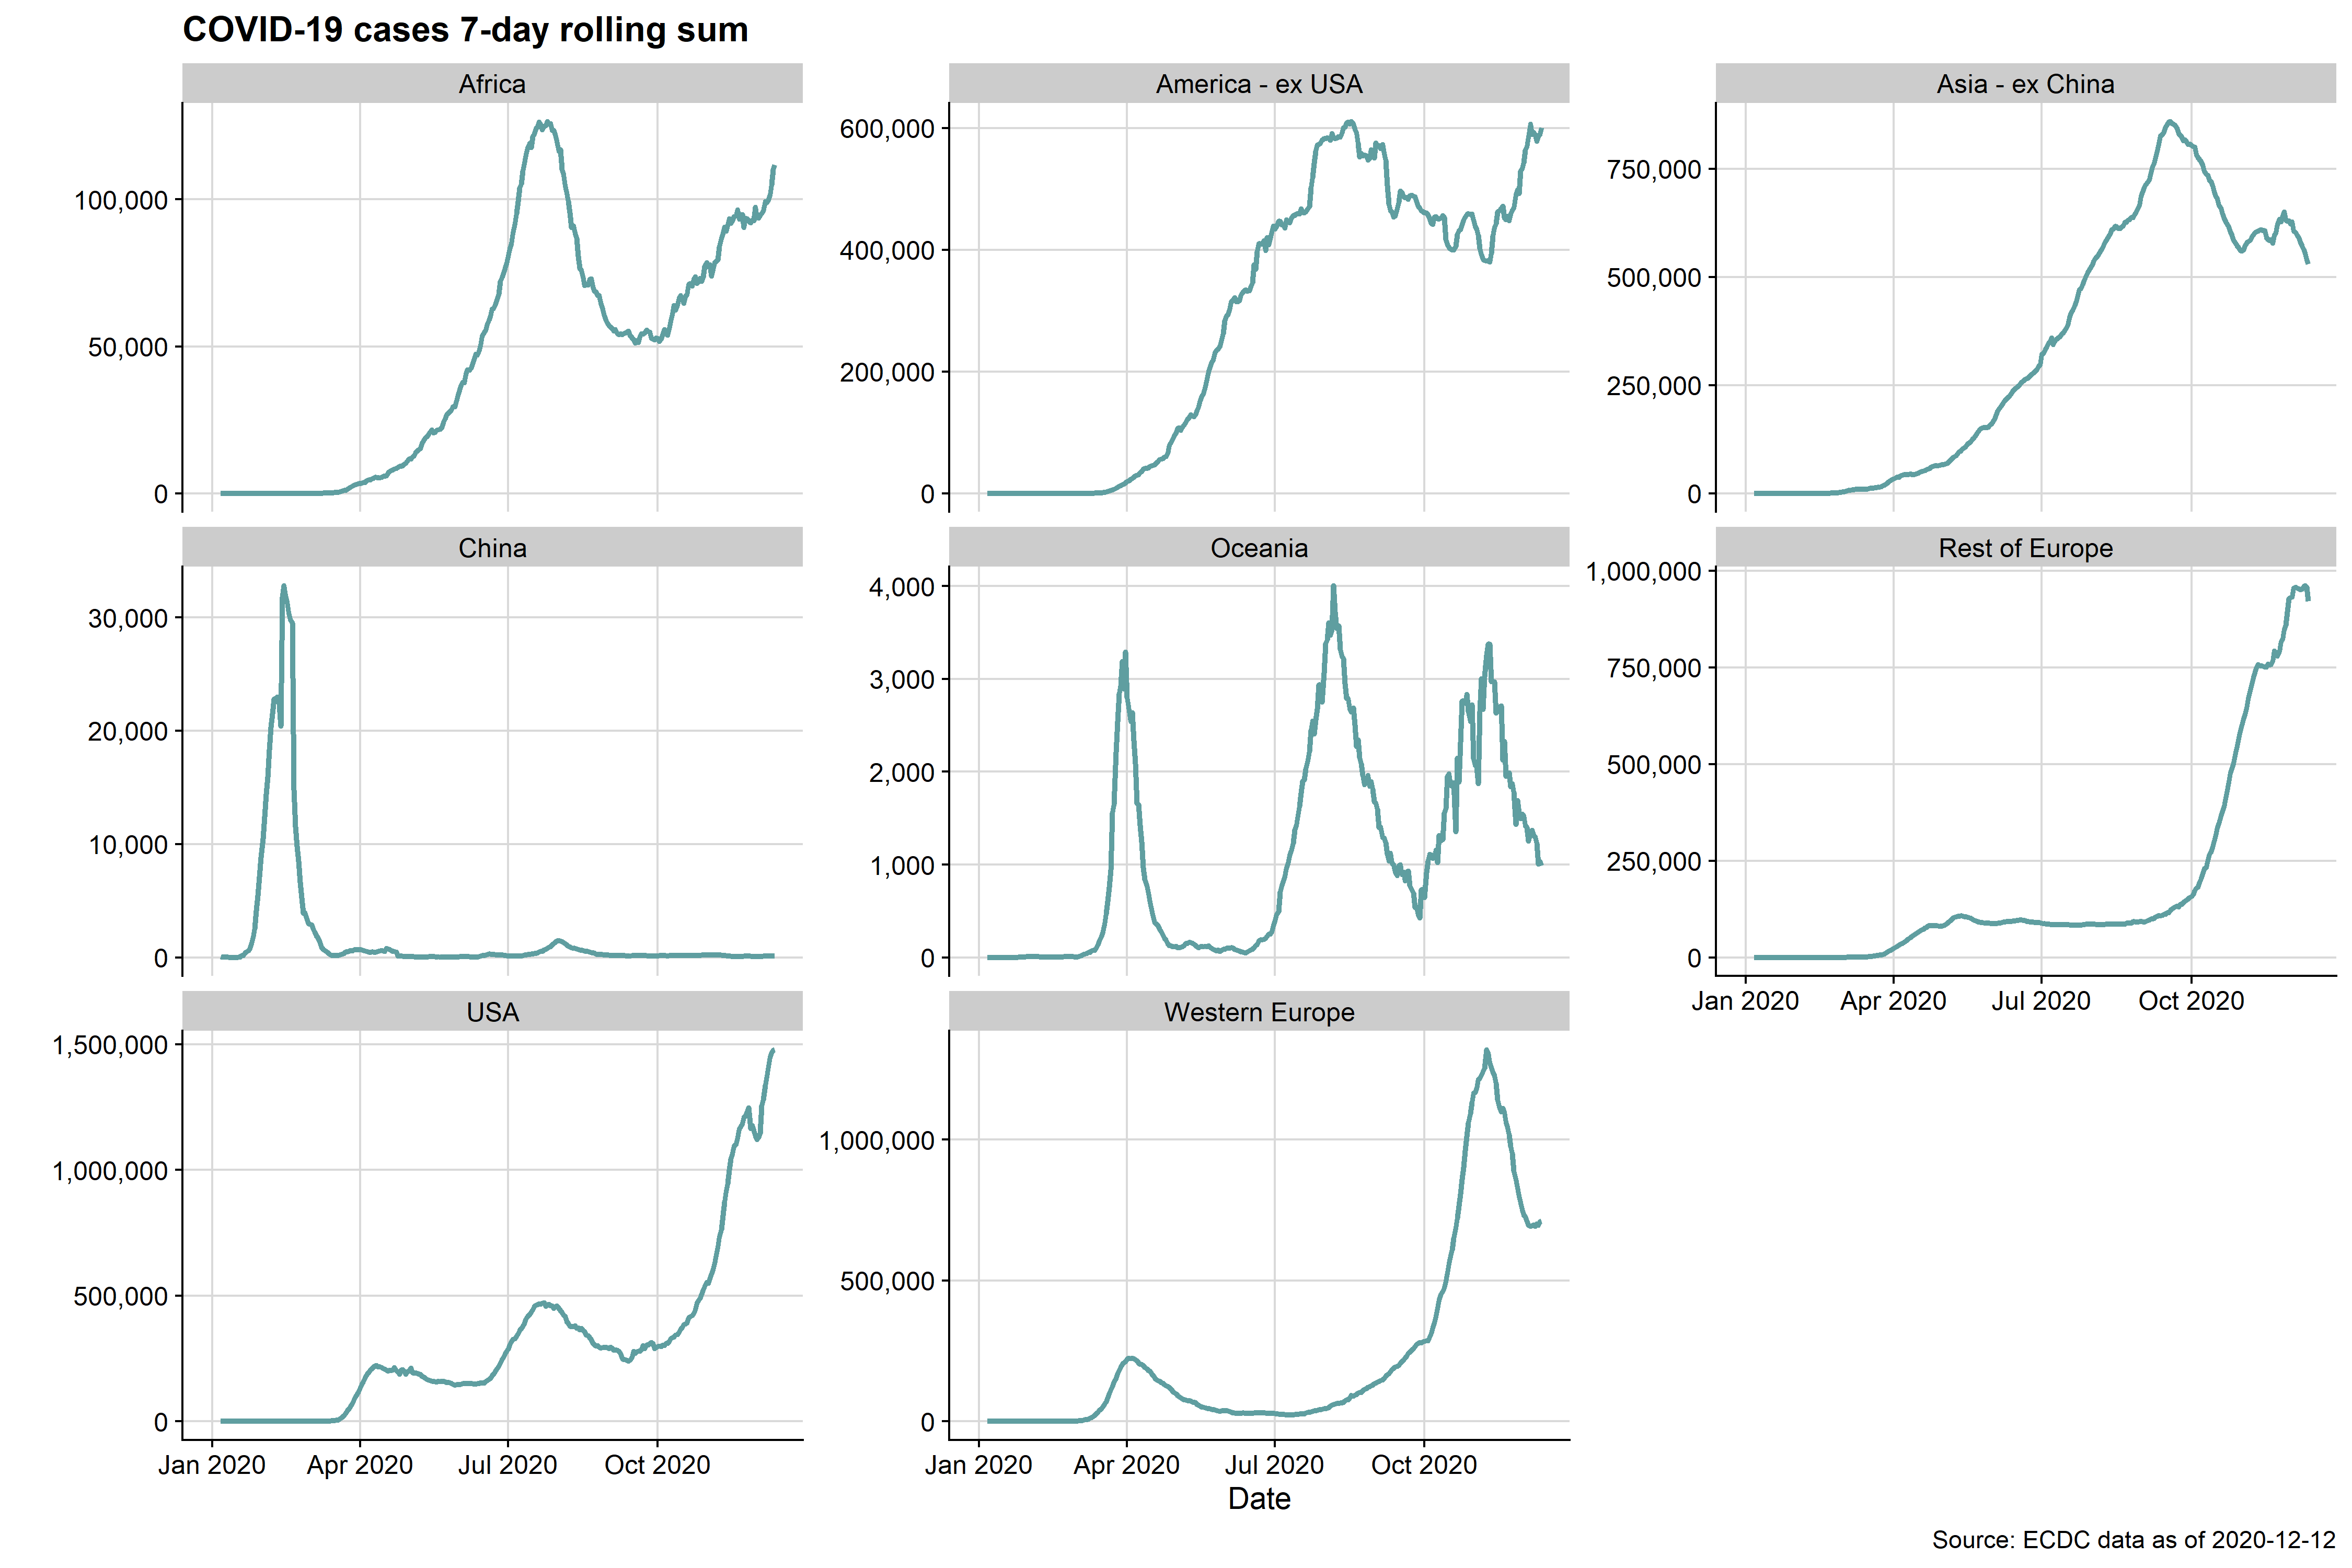 COVID-19 cases 7-day rolling sum
Africa
100,000
50,000
0
America - ex USA
600,000
400,000
200,000
0
Asia - ex China
750,000
500,000
250,000
0
China
30,000
20,000
10,000
0
Oceania
4,000
3,000
2,000
1,000
0
Rest of Europe
1,000,000
750,000
500,000
250,000
0
Jan 2020 Apr 2020 Jul 2020 Oct 2020
USA
1,500,000
1,000,000
500,000
0
Jan 2020 Apr 2020 Jul 2020 Oct 2020
Western Europe
1,000,000
500,000
0
Jan 2020 Apr 2020 Jul 2020 Oct 2020
Date
Source: ECDC data as of 2020-12-12